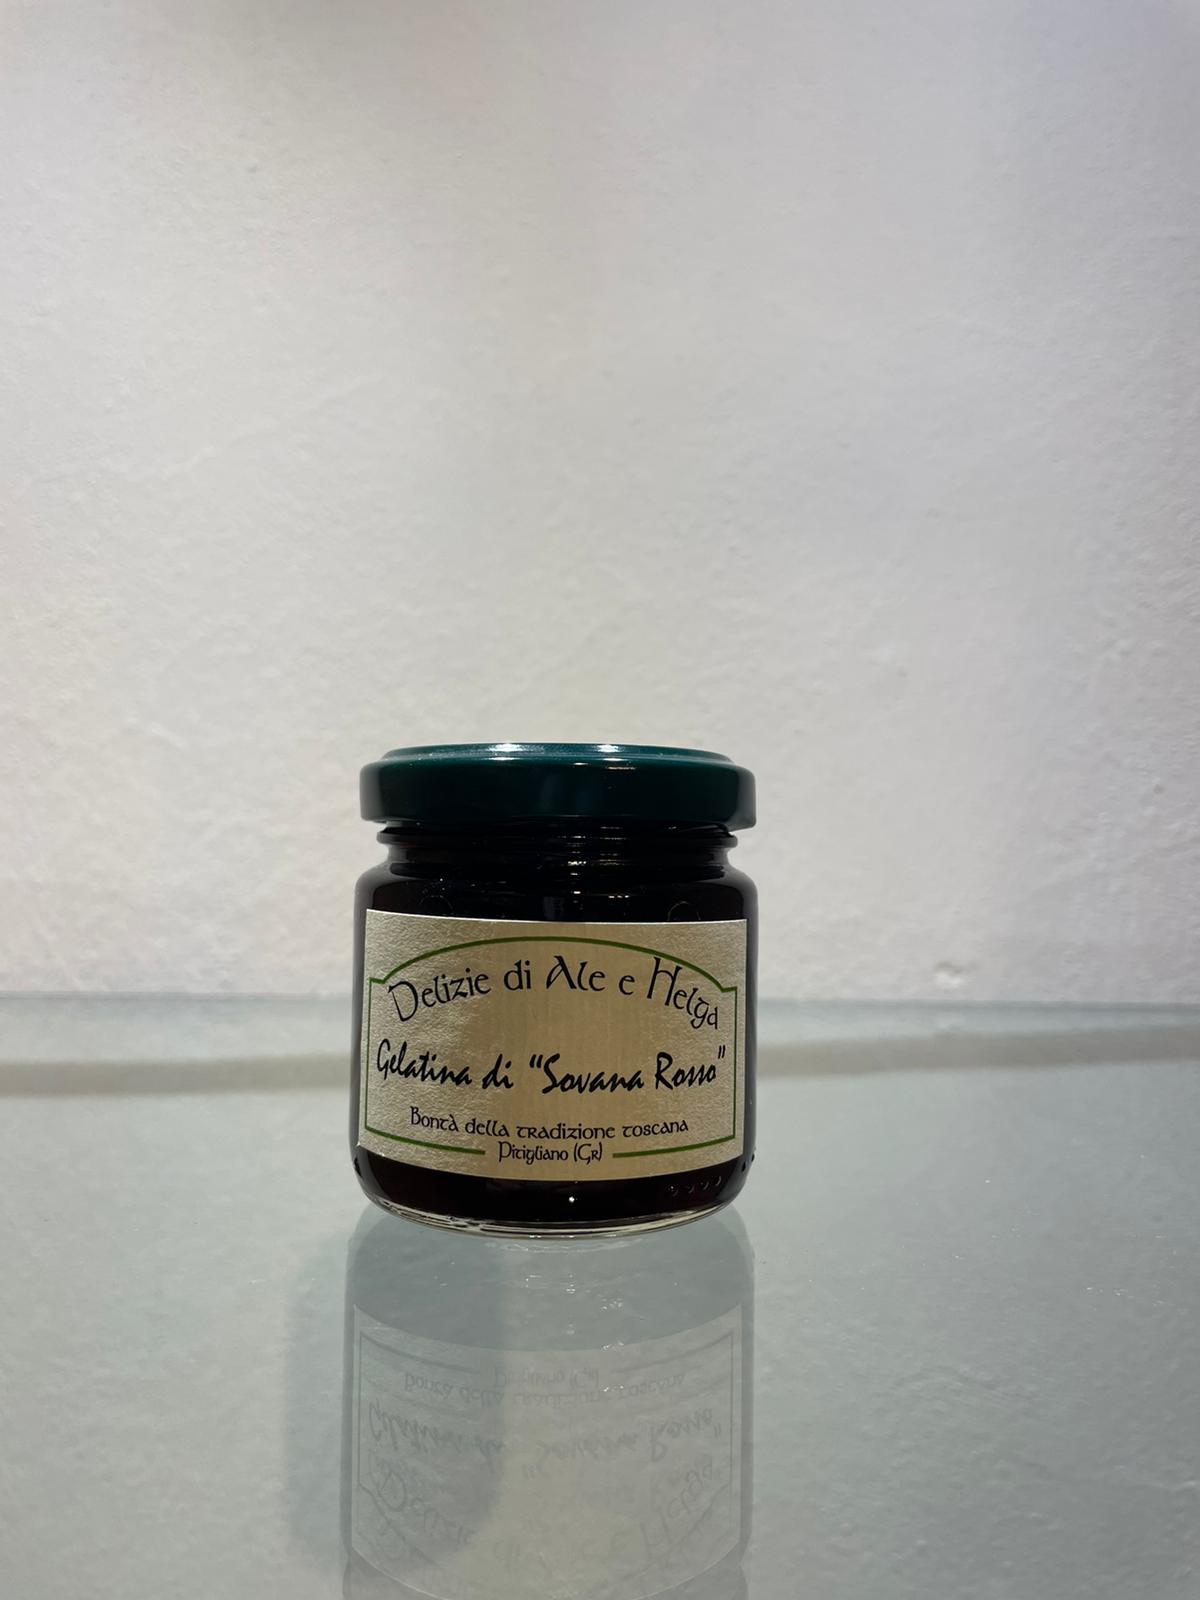 Delizie di Ale e Helga
Gelatina di "Sovana Rosso"
Bontà della tradizione toscana
Pitigliano (Gr)